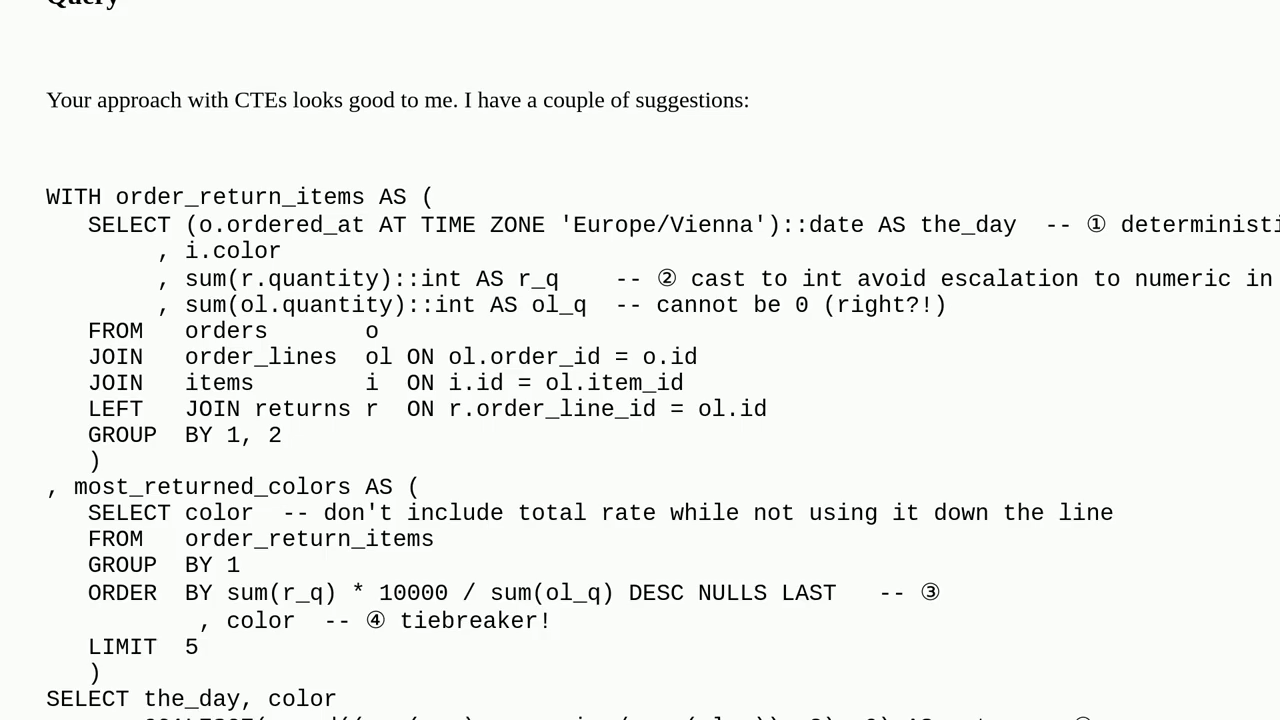 Query
Your approach with CTEs looks good to me. I have a couple of suggestions:
WITH order_return_items AS (
   SELECT (o.ordered_at AT TIME ZONE 'Europe/Vienna')::date AS the_day  -- ① deterministi
        , i.color
        , sum(r.quantity)::int AS r_q    -- ② cast to int avoid escalation to numeric in
        , sum(ol.quantity)::int AS ol_q  -- cannot be 0 (right?!)
   FROM   orders       o
   JOIN   order_lines  ol ON ol.order_id = o.id
   JOIN   items        i  ON i.id = ol.item_id
   LEFT   JOIN returns r  ON r.order_line_id = ol.id
   GROUP  BY 1, 2
   )
, most_returned_colors AS (
   SELECT color  -- don't include total rate while not using it down the line
   FROM   order_return_items
   GROUP  BY 1
   ORDER  BY sum(r_q) * 10000 / sum(ol_q) DESC NULLS LAST   -- ③
           , color  -- ④ tiebreaker!
   LIMIT  5
   )
SELECT the_day, color